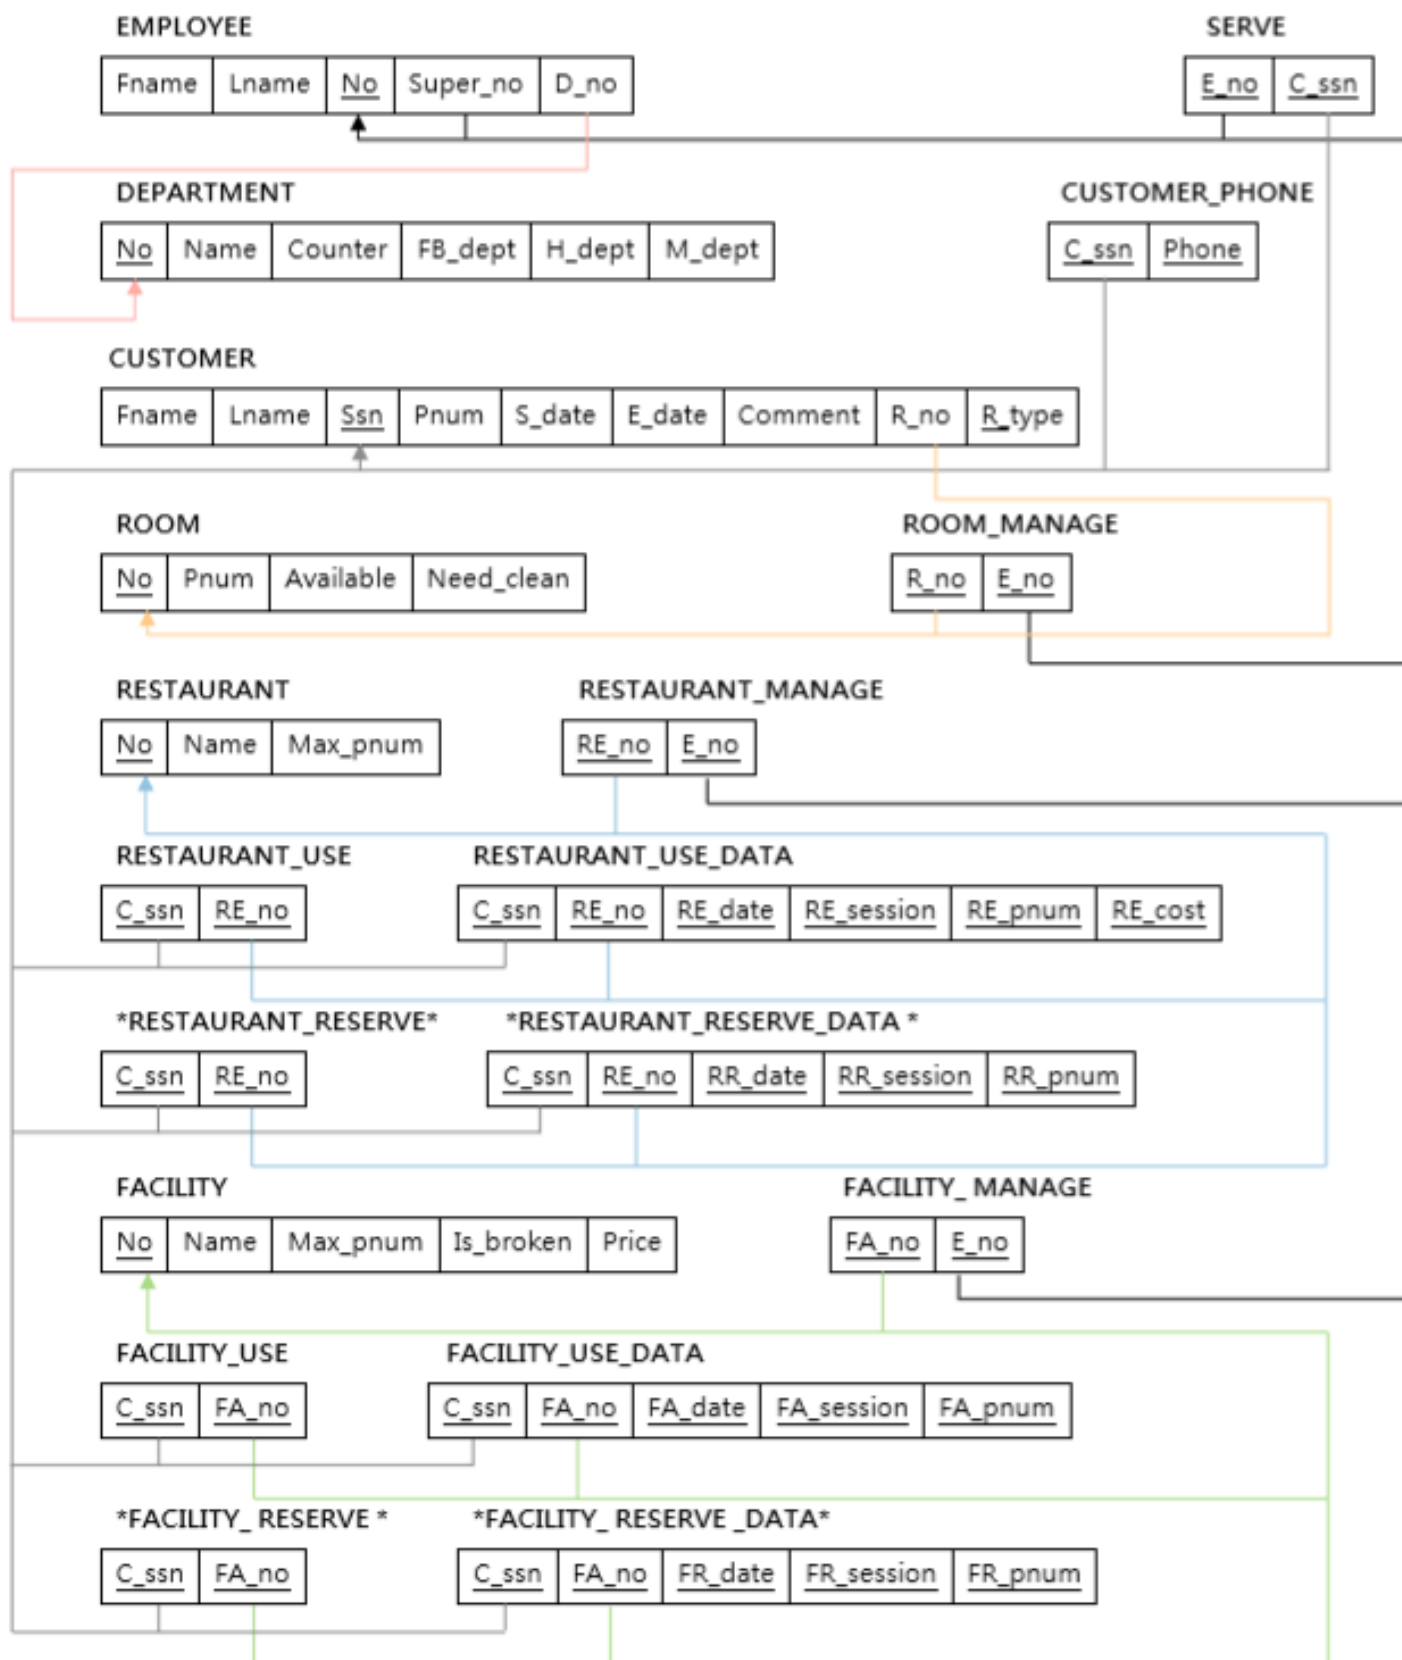 EMPLOYEE SERVE
Fname Lname No Super_no D_no E_no C_ssn
DEPARTMENT CUSTOMER_PHONE
No Name Counter FB_dept H_dept M_dept C_ssn Phone
CUSTOMER
Fname Lname Ssn Pnum S_date E_date Comment R_no R_type
ROOM ROOM_MANAGE
No Pnum Available Need_clean R_no E_no
RESTAURANT RESTAURANT_MANAGE
No Name Max_pnum RE_no E_no
RESTAURANT_USE RESTAURANT_USE_DATA
C_ssn RE_no C_ssn RE_no RE_date RE_session RE_pnum RE_cost
*RESTAURANT_RESERVE* *RESTAURANT_RESERVE_DATA *
C_ssn RE_no C_ssn RE_no RR_date RR_session RR_pnum
FACILITY FACILITY_ MANAGE
No Name Max_pnum Is_broken Price FA_no E_no
FACILITY_USE FACILITY_USE_DATA
C_ssn FA_no C_ssn FA_no FA_date FA_session FA_pnum
*FACILITY_ RESERVE * *FACILITY_ RESERVE _DATA*
C_ssn FA_no C_ssn FA_no FR_date FR_session FR_pnum